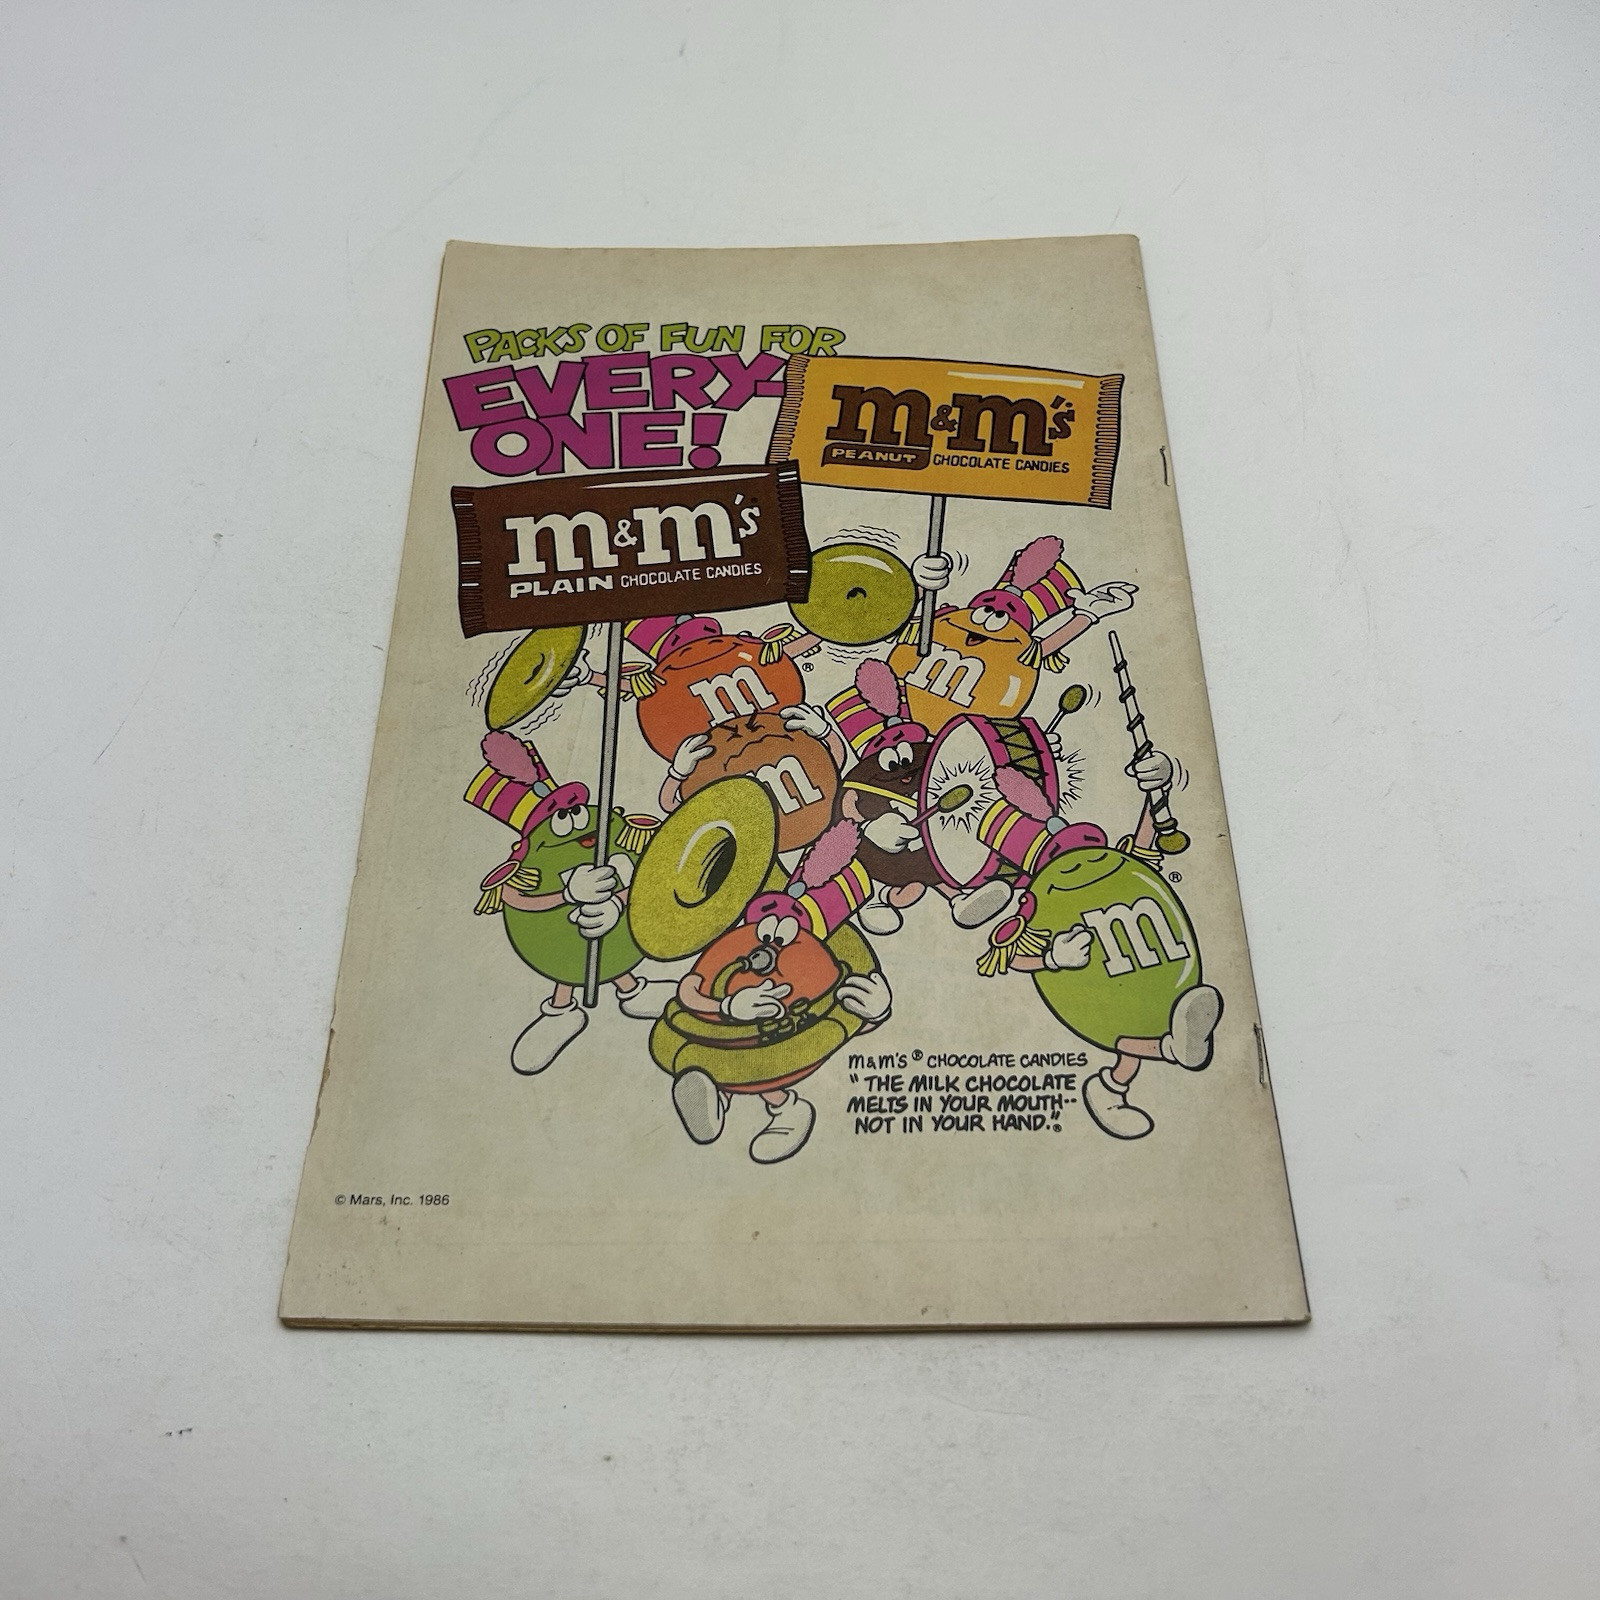 PACKS OF FUN FOR
EVERY-
ONE!
m&m's
PEANUT CHOCOLATE CANDIES
m&m's
PLAIN CHOCOLATE CANDIES
m
m ®
m
m ®
m&m's ® CHOCOLATE CANDIES
"THE MILK CHOCOLATE
MELTS IN YOUR MOUTH--
NOT IN YOUR HAND."®
© Mars, Inc. 1986